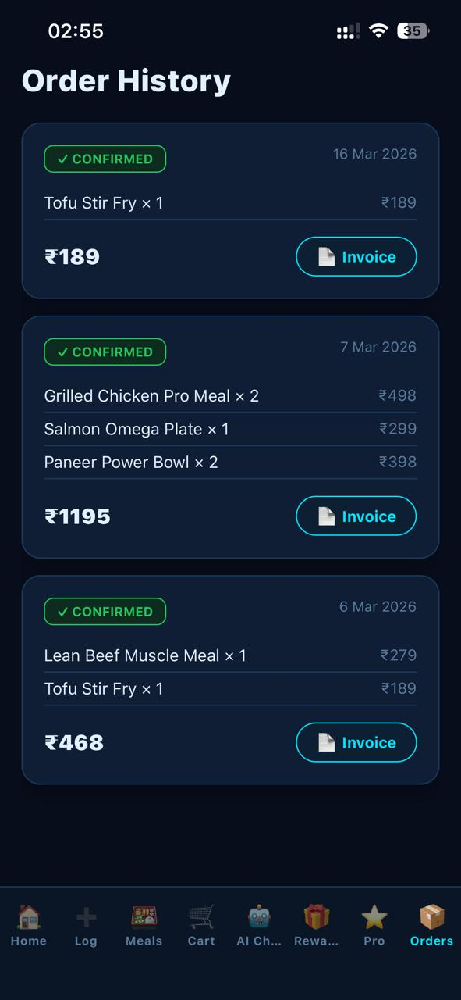 02:55
35
Order History
✓ CONFIRMED
16 Mar 2026
Tofu Stir Fry × 1 ₹189
₹189
Invoice
✓ CONFIRMED
7 Mar 2026
Grilled Chicken Pro Meal × 2 ₹498
Salmon Omega Plate × 1 ₹299
Paneer Power Bowl × 2 ₹398
₹1195
Invoice
✓ CONFIRMED
6 Mar 2026
Lean Beef Muscle Meal × 1 ₹279
Tofu Stir Fry × 1 ₹189
₹468
Invoice
Home Log Meals Cart AI Ch... Rewa... Pro Orders